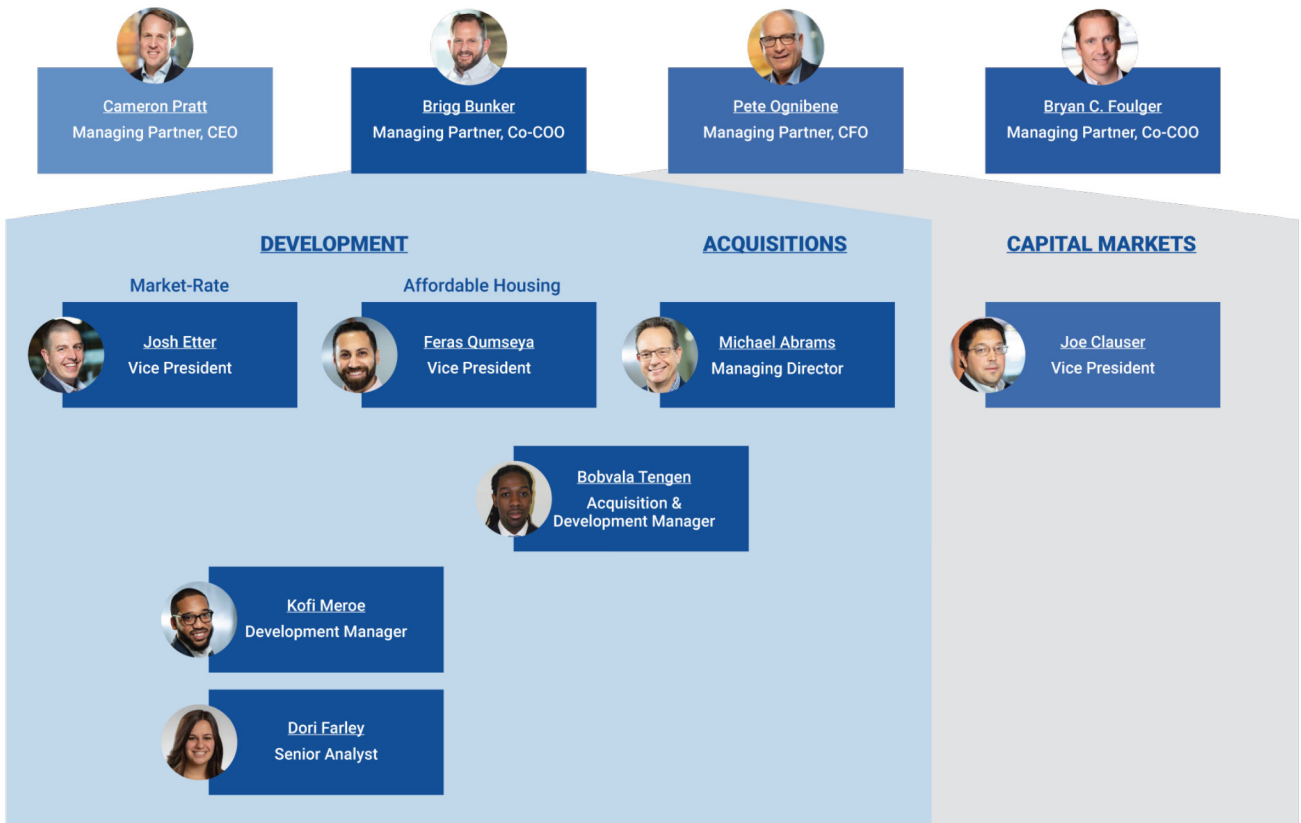 Cameron Pratt
Managing Partner, CEO
Brigg Bunker
Managing Partner, Co-COO
Pete Ognibene
Managing Partner, CFO
Bryan C. Foulger
Managing Partner, Co-COO
DEVELOPMENT
ACQUISITIONS
CAPITAL MARKETS
Market-Rate
Affordable Housing
Josh Etter
Vice President
Feras Qumseya
Vice President
Michael Abrams
Managing Director
Joe Clauser
Vice President
Bobvala Tengen
Acquisition &
Development Manager
Kofi Meroe
Development Manager
Dori Farley
Senior Analyst